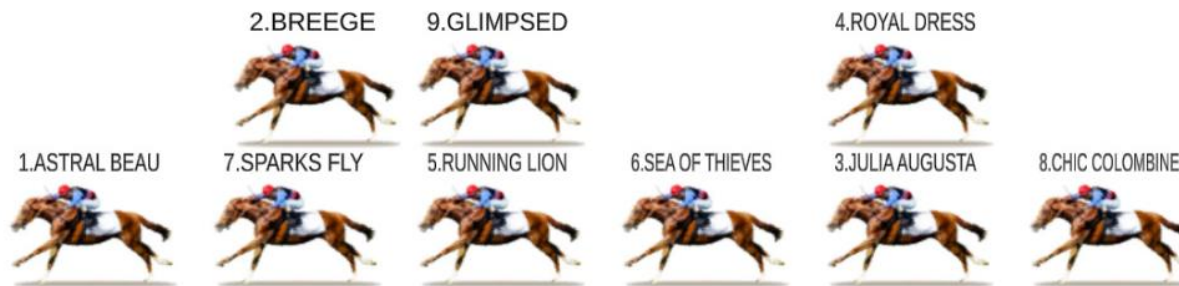 2.BREEGE 9.GLIMPSED 4.ROYAL DRESS
1.ASTRAL BEAU 7.SPARKS FLY 5.RUNNING LION 6.SEA OF THIEVES 3.JULIA AUGUSTA 8.CHIC COLOMBINE